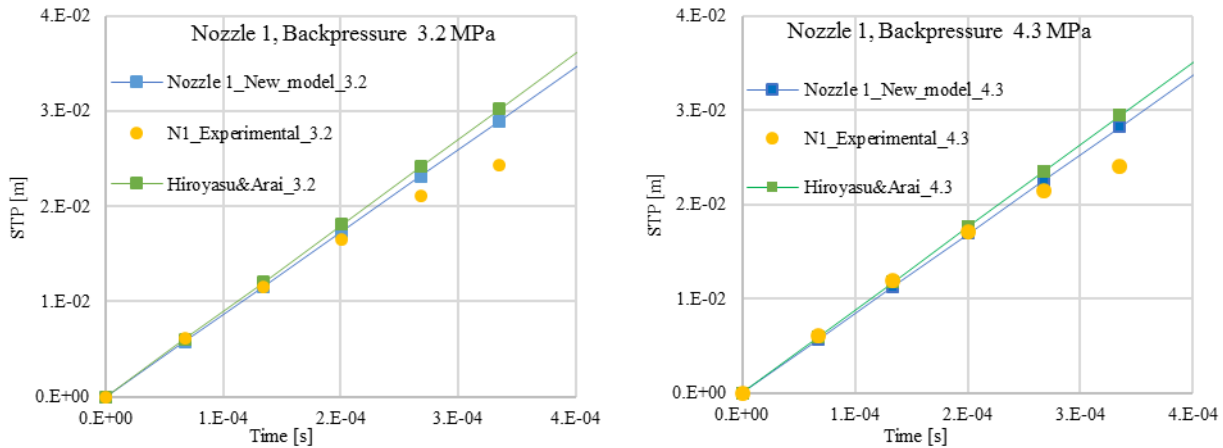 Nozzle 1, Backpressure 3.2 MPa
4.E-02
3.E-02
2.E-02
1.E-02
0.E+00
STP [m]
Nozzle 1_New_model_3.2
N1_Experimental_3.2
Hiroyasu&Arai_3.2
0.E+00 1.E-04 2.E-04 3.E-04 4.E-04
Time [s]
Nozzle 1, Backpressure 4.3 MPa
4.E-02
3.E-02
2.E-02
1.E-02
0.E+00
STP [m]
Nozzle 1_New_model_4.3
N1_Experimental_4.3
Hiroyasu&Arai_4.3
0.E+00 1.E-04 2.E-04 3.E-04 4.E-04
Time [s]